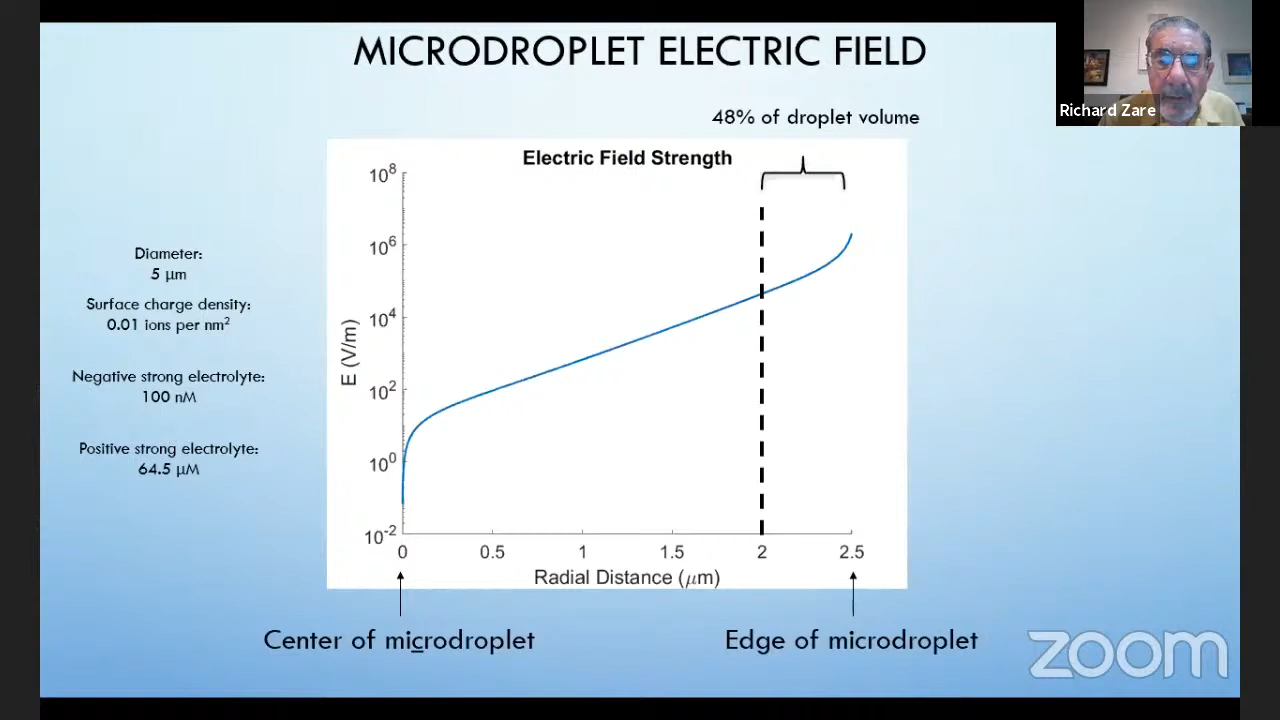 MICRODROPLET ELECTRIC FIELD
Richard Zare
48% of droplet volume
Electric Field Strength
10⁸
10⁶
10⁴
10²
10⁰
10⁻²
E (V/m)
0 0.5 1 1.5 2 2.5
Radial Distance (μm)
Diameter:
5 μm
Surface charge density:
0.01 ions per nm²
Negative strong electrolyte:
100 nM
Positive strong electrolyte:
64.5 μM
Center of microdroplet
Edge of microdroplet
zoom